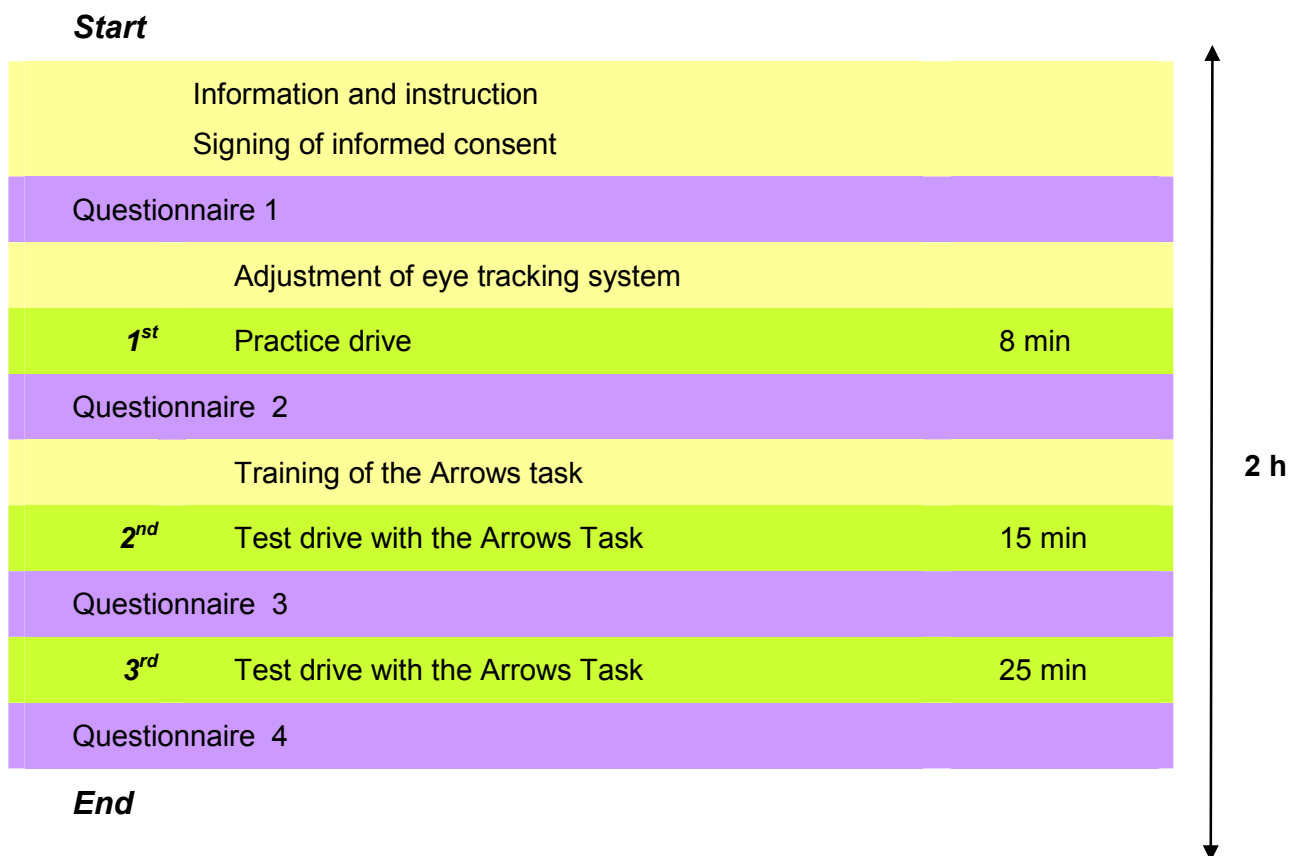 Start
Information and instruction
Signing of informed consent
Questionnaire 1
Adjustment of eye tracking system
1st Practice drive 8 min
Questionnaire 2
Training of the Arrows task
2 h
2nd Test drive with the Arrows Task 15 min
Questionnaire 3
3rd Test drive with the Arrows Task 25 min
Questionnaire 4
End